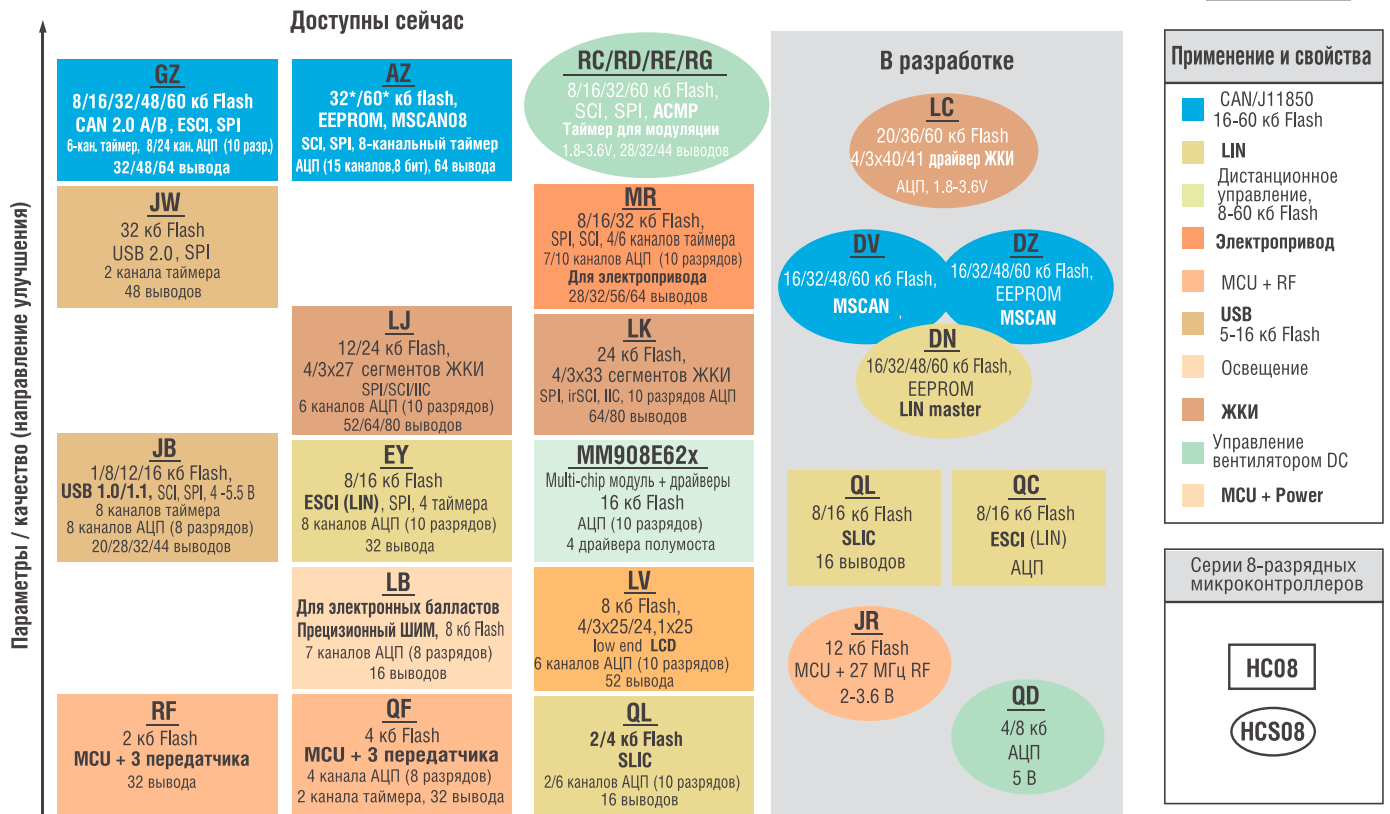 Доступны сейчас
Параметры / качество (направление улучшения)
GZ
8/16/32/48/60 кб Flash
CAN 2.0 A/B, ESCI, SPI
6-кан. таймер, 8/24 кан. АЦП (10 разр.)
32/48/64 вывода
AZ
32*/60* кб flash,
EEPROM, MSCAN08
SCI, SPI, 8-канальный таймер
АЦП (15 каналов,8 бит), 64 вывода
RC/RD/RE/RG
8/16/32/60 кб Flash,
SCI, SPI, ACMP
Таймер для модуляции
1.8-3.6V, 28/32/44 выводов
JW
32 кб Flash
USB 2.0, SPI
2 канала таймера
48 выводов
MR
8/16/32 кб Flash,
SPI, SCI, 4/6 каналов таймера
7/10 каналов АЦП (10 разрядов)
Для электропривода
28/32/56/64 выводов
LJ
12/24 кб Flash,
4/3x27 сегментов ЖКИ
SPI/SCI/IIC
6 каналов АЦП (10 разрядов)
52/64/80 выводов
LK
24 кб Flash,
4/3x33 сегментов ЖКИ
SPI, irSCI, IIC, 10 разрядов АЦП
64/80 выводов
JB
1/8/12/16 кб Flash,
USB 1.0/1.1, SCI, SPI, 4 -5.5 В
8 каналов таймера
8 каналов АЦП (8 разрядов)
20/28/32/44 выводов
EY
8/16 кб Flash
ESCI (LIN), SPI, 4 таймера
8 каналов АЦП (10 разрядов)
32 вывода
MM908E62x
Multi-chip модуль + драйверы
16 кб Flash
АЦП (10 разрядов)
4 драйвера полумоста
LB
Для электронных балластов
Прецизионный ШИМ, 8 кб Flash
7 каналов АЦП (8 разрядов)
16 выводов
LV
8 кб Flash,
4/3x25/24,1x25
low end LCD
6 каналов АЦП (10 разрядов)
52 вывода
RF
2 кб Flash
MCU + 3 передатчика
32 вывода
QF
4 кб Flash
MCU + 3 передатчика
4 канала АЦП (8 разрядов)
2 канала таймера, 32 вывода
QL
2/4 кб Flash
SLIC
2/6 каналов АЦП (10 разрядов)
16 выводов
В разработке
LC
20/36/60 кб Flash
4/3x40/41 драйвер ЖКИ
АЦП, 1.8-3.6V
DV
16/32/48/60 кб Flash,
MSCAN ,
DZ
16/32/48/60 кб Flash,
EEPROM
MSCAN
DN
16/32/48/60 кб Flash,
EEPROM
LIN master
QL
8/16 кб Flash
SLIC
16 выводов
QC
8/16 кб Flash
ESCI (LIN)
АЦП
JR
12 кб Flash
MCU + 27 МГц RF
2-3.6 В
QD
4/8 кб
АЦП
5 В
Применение и свойства
CAN/J11850
16-60 кб Flash
LIN
Дистанционное
управление,
8-60 кб Flash
Электропривод
MCU + RF
USB
5-16 кб Flash
Освещение
ЖКИ
Управление
вентилятором DC
MCU + Power
Серии 8-разрядных
микроконтроллеров
HC08
HCS08